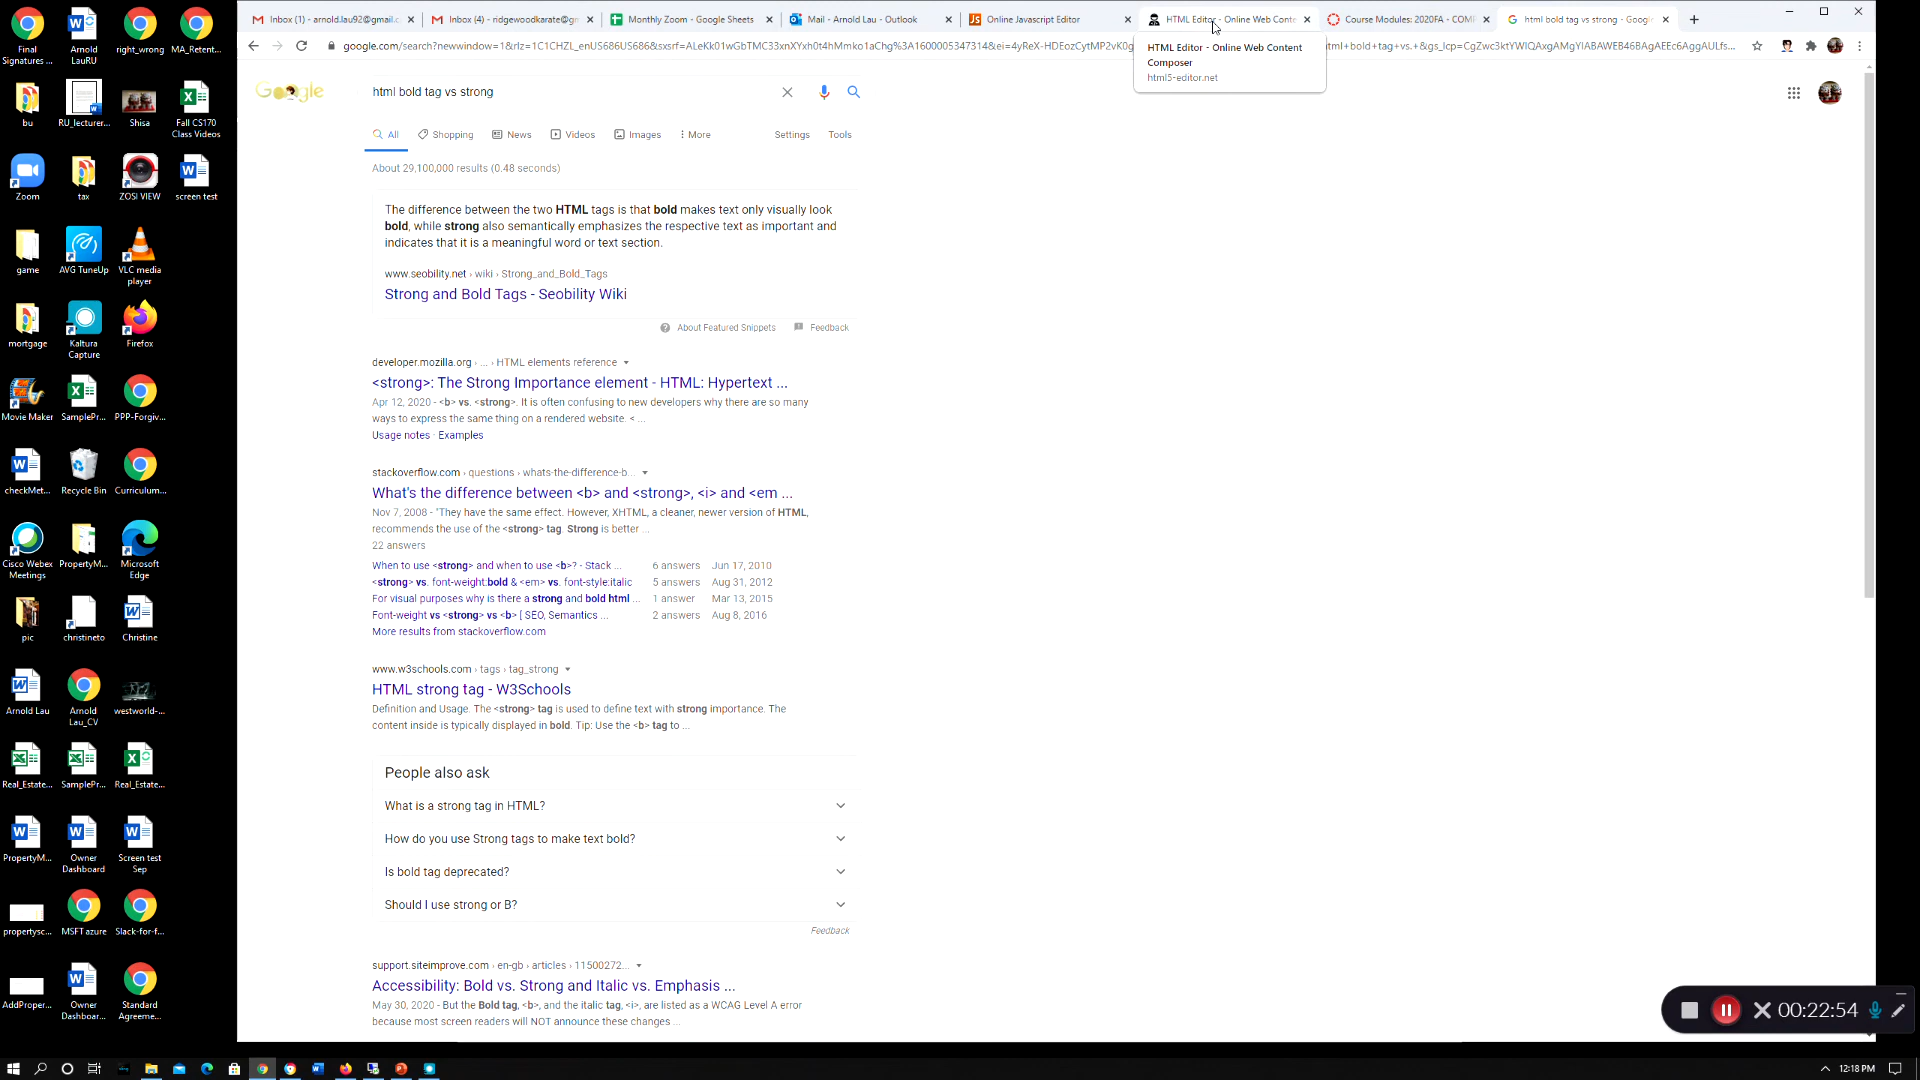 Inbox (1) - arnold.lau92@gmail.c
Inbox (4) - ridgewoodkarate@gm
Monthly Zoom - Google Sheets
Mail - Arnold Lau - Outlook
Online Javascript Editor
HTML Editor - Online Web Conte
Course Modules: 2020FA - COM
html bold tag vs strong - Google
HTML Editor - Online Web Content
Composer
html5-editor.net
html bold tag vs strong
All
Shopping
News
Videos
Images
More
Settings
Tools
About 29,100,000 results (0.48 seconds)
The difference between the two HTML tags is that bold makes text only visually look
bold, while strong also semantically emphasizes the respective text as important and
indicates that it is a meaningful word or text section.
www.seobility.net › wiki › Strong_and_Bold_Tags
Strong and Bold Tags - Seobility Wiki
About Featured Snippets
Feedback
developer.mozilla.org › ... › HTML elements reference
<strong>: The Strong Importance element - HTML: Hypertext ...
Apr 12, 2020 - <b> vs. <strong>. It is often confusing to new developers why there are so many
ways to express the same thing on a rendered website. < ...
Usage notes · Examples
stackoverflow.com › questions › whats-the-difference-b...
What's the difference between <b> and <strong>, <i> and <em ...
Nov 7, 2008 - "They have the same effect. However, XHTML, a cleaner, newer version of HTML,
recommends the use of the <strong> tag. Strong is better ...
22 answers
When to use <strong> and when to use <b>? - Stack ...
6 answers
Jun 17, 2010
<strong> vs. font-weight:bold & <em> vs. font-style:italic
5 answers
Aug 31, 2012
For visual purposes why is there a strong and bold html ...
1 answer
Mar 13, 2015
Font-weight vs <strong> vs <b> [ SEO, Semantics ...
2 answers
Aug 8, 2016
More results from stackoverflow.com
www.w3schools.com › tags › tag_strong
HTML strong tag - W3Schools
Definition and Usage. The <strong> tag is used to define text with strong importance. The
content inside is typically displayed in bold. Tip: Use the <b> tag to ...
People also ask
What is a strong tag in HTML?
How do you use Strong tags to make text bold?
Is bold tag deprecated?
Should I use strong or B?
Feedback
support.siteimprove.com › en-gb › articles › 11500272...
Accessibility: Bold vs. Strong and Italic vs. Emphasis ...
May 30, 2020 - But the Bold tag, <b>, and the italic tag, <i>, are listed as a WCAG Level A error
because most screen readers will NOT announce these changes ...
Final
Signatures ...
Arnold
LauRU
right_wrong
MA_Retent...
bu
RU_lecturer...
Shisa
Fall CS170
Class Videos
Zoom
tax
ZOSI VIEW
screen test
game
AVG TuneUp
VLC media
player
mortgage
Kaltura
Capture
Firefox
Movie Maker
SamplePr...
PPP-Forgiv...
checkMet...
Recycle Bin
Curriculum...
Cisco Webex
Meetings
PropertyM...
Microsoft
Edge
pic
christineto
Christine
Arnold Lau
Arnold
Lau_CV
westworld-...
Real_Estate...
SamplePr...
Real_Estate...
PropertyM...
Owner
Dashboard
Screen test
Sep
propertysc...
MSFT azure
Slack-for-f...
AddProper...
Owner
Dashboar...
Standard
Agreeme...
00:22:54
12:18 PM